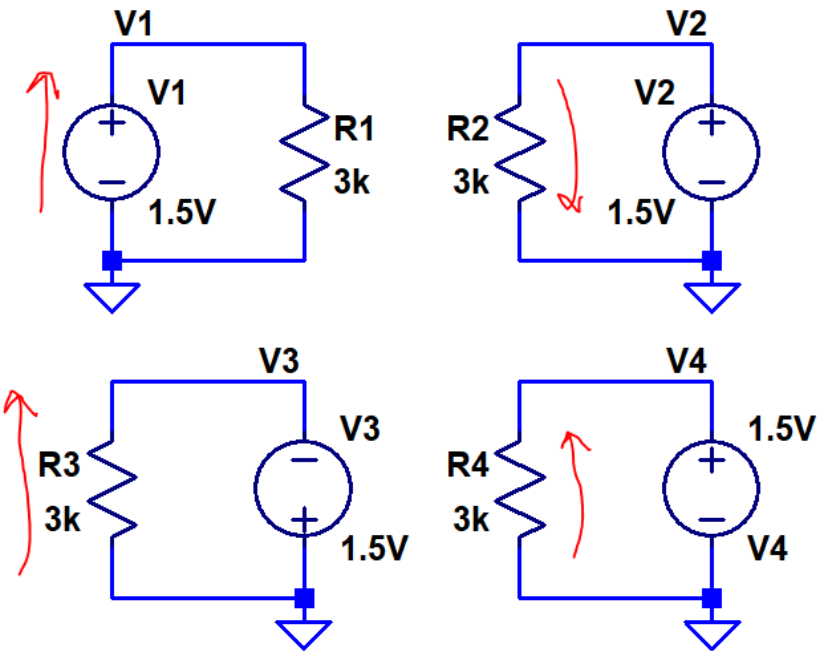 V1
V1
+
R1
3k
−
1.5V
V2
R2
3k
V2
+
−
1.5V
V3
R3
3k
V3
−
+
1.5V
V4
R4
3k
1.5V
+
−
V4